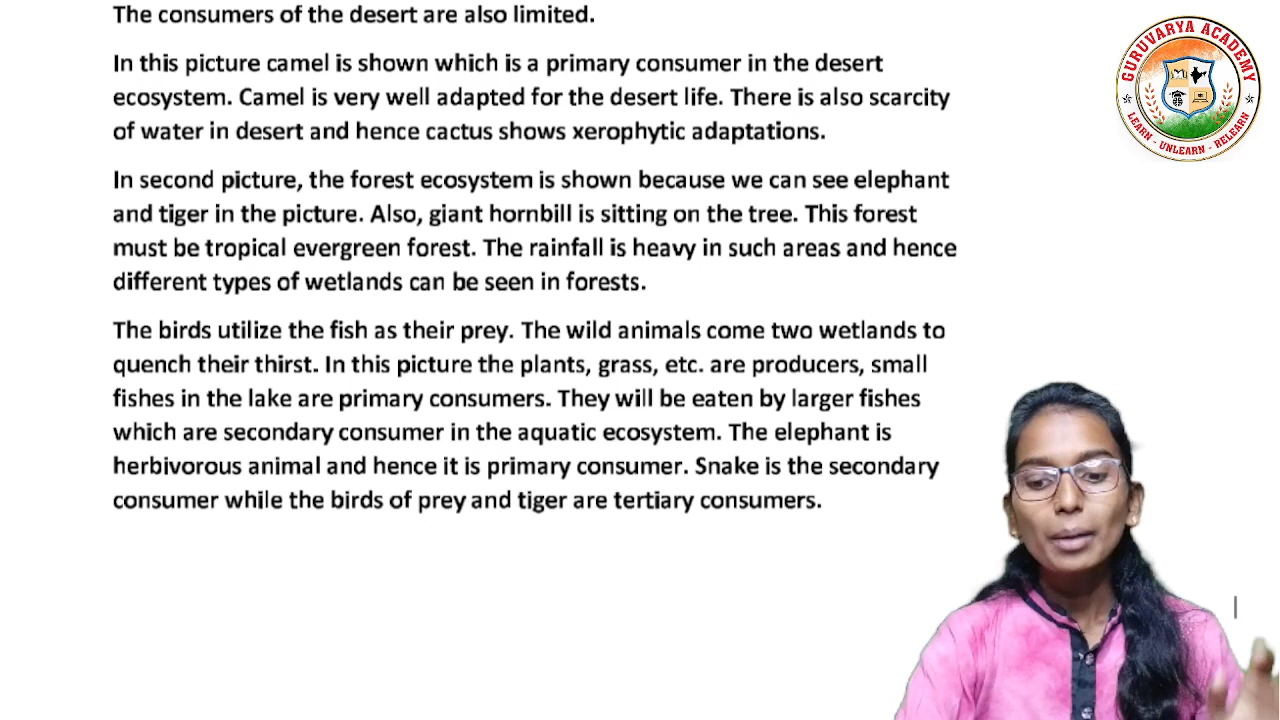 The consumers of the desert are also limited.
In this picture camel is shown which is a primary consumer in the desert
ecosystem. Camel is very well adapted for the desert life. There is also scarcity
of water in desert and hence cactus shows xerophytic adaptations.
In second picture, the forest ecosystem is shown because we can see elephant
and tiger in the picture. Also, giant hornbill is sitting on the tree. This forest
must be tropical evergreen forest. The rainfall is heavy in such areas and hence
different types of wetlands can be seen in forests.
The birds utilize the fish as their prey. The wild animals come two wetlands to
quench their thirst. In this picture the plants, grass, etc. are producers, small
fishes in the lake are primary consumers. They will be eaten by larger fishes
which are secondary consumer in the aquatic ecosystem. The elephant is
herbivorous animal and hence it is primary consumer. Snake is the secondary
consumer while the birds of prey and tiger are tertiary consumers.
GURUVARYA ACADEMY
LEARN - UNLEARN - RELEARN